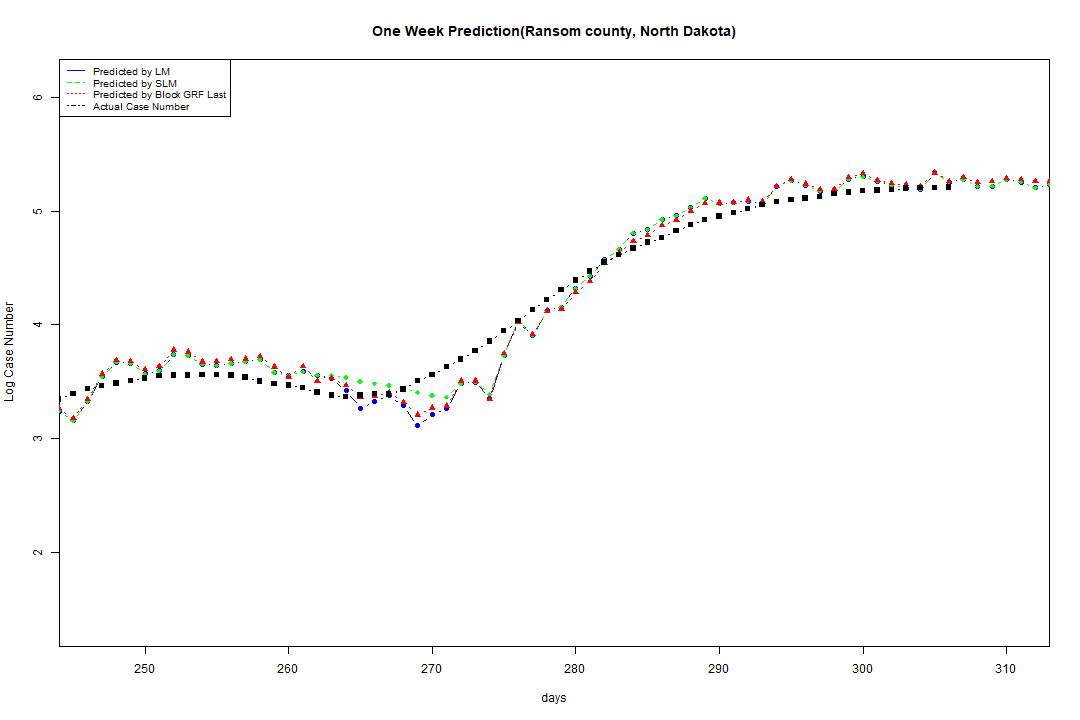 One Week Prediction(Ransom county, North Dakota)
Predicted by LM
Predicted by SLM
Predicted by Block GRF Last
Actual Case Number
6
5
4
3
2
Log Case Number
250 260 270 280 290 300 310
days